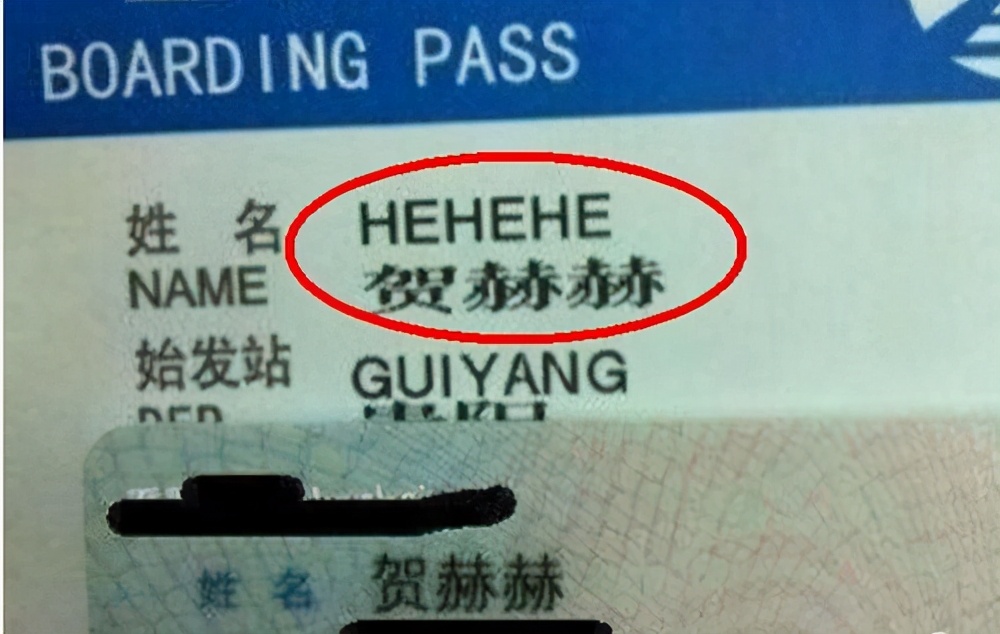 BOARDING PASS
姓 名 HEHEHE
NAME 贺赫赫
始发站 GUIYANG
姓 名 贺赫赫